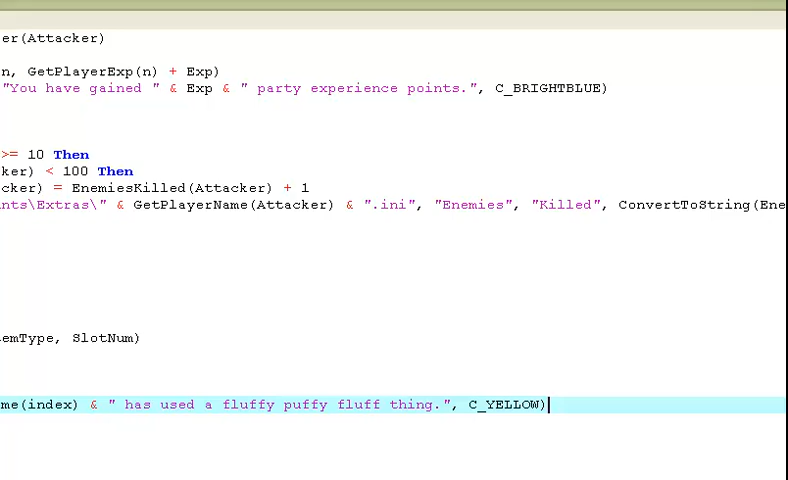 er(Attacker)
n, GetPlayerExp(n) + Exp)
"You have gained " & Exp & " party experience points.", C_BRIGHTBLUE)
>= 10 Then
ker) < 100 Then
cker) = EnemiesKilled(Attacker) + 1
nts\Extras\" & GetPlayerName(Attacker) & ".ini", "Enemies", "Killed", ConvertToString(Ene
emType, SlotNum)
me(index) & " has used a fluffy puffy fluff thing.", C_YELLOW)